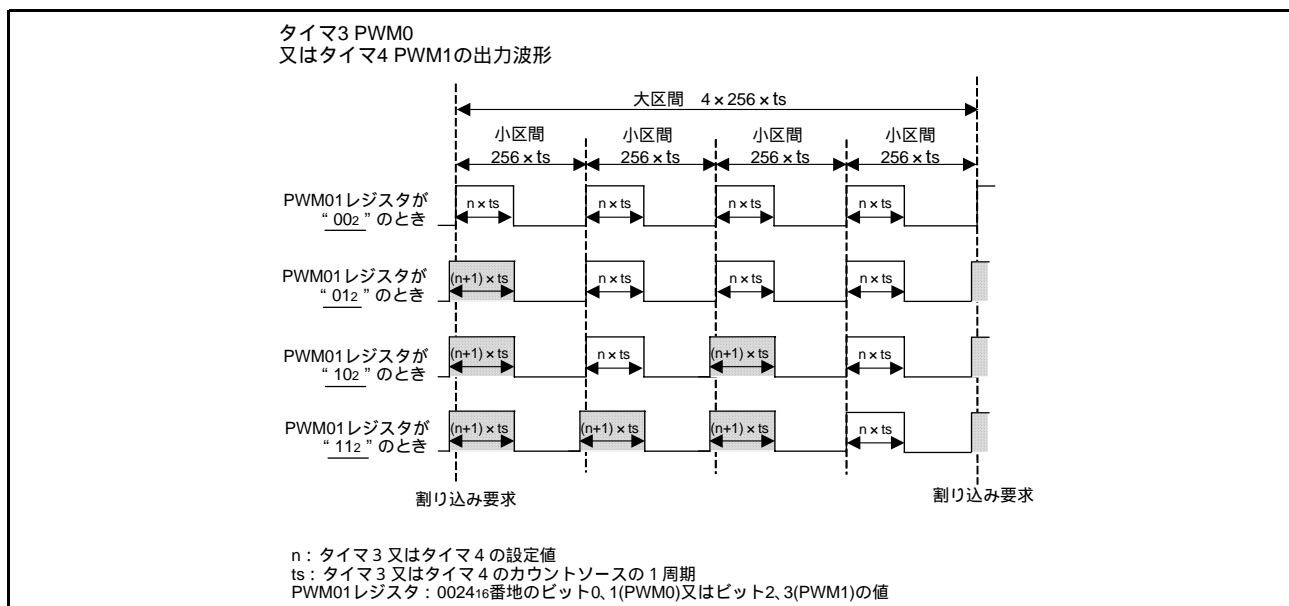 タイマ3 PWM0
又はタイマ4 PWM1の出力波形
大区間 4×256×ts
小区間 小区間 小区間 小区間
256×ts 256×ts 256×ts 256×ts
PWM01レジスタが
“ 002 ” のとき
n×ts n×ts n×ts n×ts
PWM01レジスタが
“ 012 ” のとき
(n+1)×ts n×ts n×ts n×ts
PWM01レジスタが
“ 102 ” のとき
(n+1)×ts n×ts (n+1)×ts n×ts
PWM01レジスタが
“ 112 ” のとき
(n+1)×ts (n+1)×ts (n+1)×ts n×ts
割り込み要求 割り込み要求
n : タイマ3 又はタイマ4 の設定値
ts : タイマ3 又はタイマ4 のカウントソースの 1 周期
PWM01レジスタ : 002416番地のビット0、1(PWM0)又はビット2、3(PWM1)の値